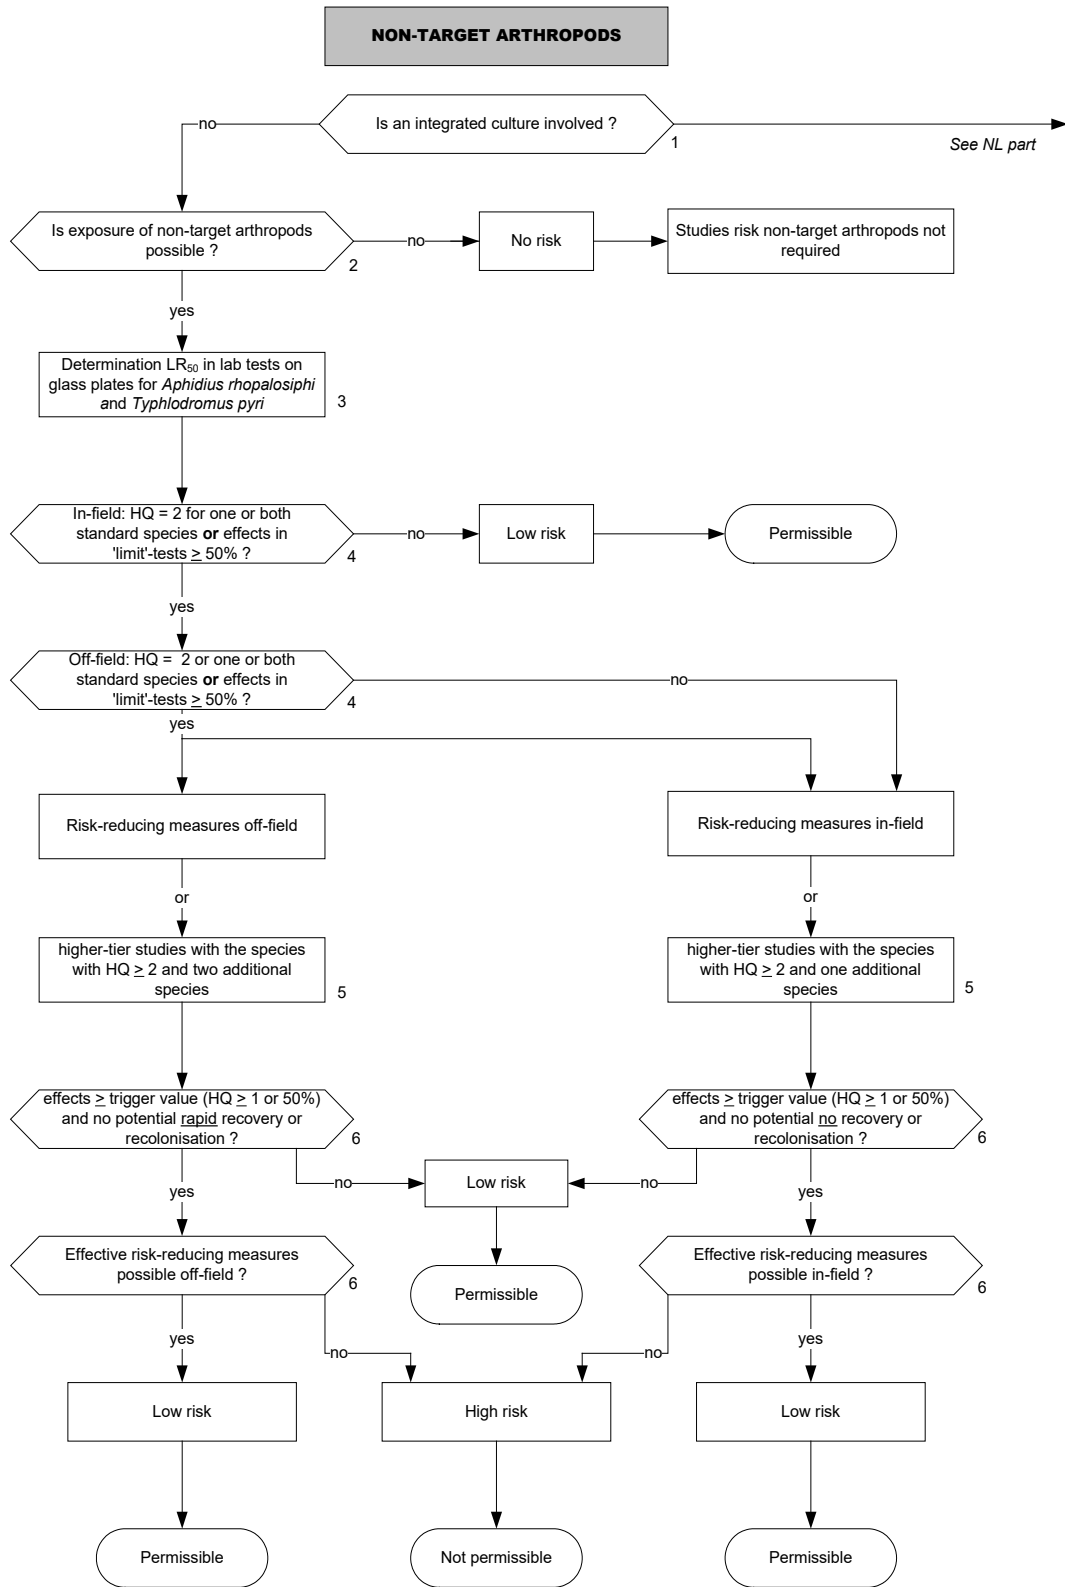 NON-TARGET ARTHROPODS
Is an integrated culture involved ?
no
1
See NL part
Is exposure of non-target arthropods
possible ?
2
no
No risk
Studies risk non-target arthropods not
required
yes
Determination LR50 in lab tests on
glass plates for Aphidius rhopalosiphi
and Typhlodromus pyri
3
In-field: HQ = 2 for one or both
standard species or effects in
'limit'-tests ≥ 50% ?
4
no
Low risk
Permissible
yes
Off-field: HQ = 2 or one or both
standard species or effects in
'limit'-tests ≥ 50% ?
4
no
yes
Risk-reducing measures off-field
Risk-reducing measures in-field
or
or
higher-tier studies with the species
with HQ ≥ 2 and two additional
species
5
higher-tier studies with the species
with HQ ≥ 2 and one additional
species
5
effects ≥ trigger value (HQ ≥ 1 or 50%)
and no potential rapid recovery or
recolonisation ?
6
effects ≥ trigger value (HQ ≥ 1 or 50%)
and no potential no recovery or
recolonisation ?
6
no
Low risk
no
yes
yes
Effective risk-reducing measures
possible off-field ?
6
Permissible
Effective risk-reducing measures
possible in-field ?
6
yes
no
no
yes
Low risk
High risk
Low risk
Permissible
Not permissible
Permissible